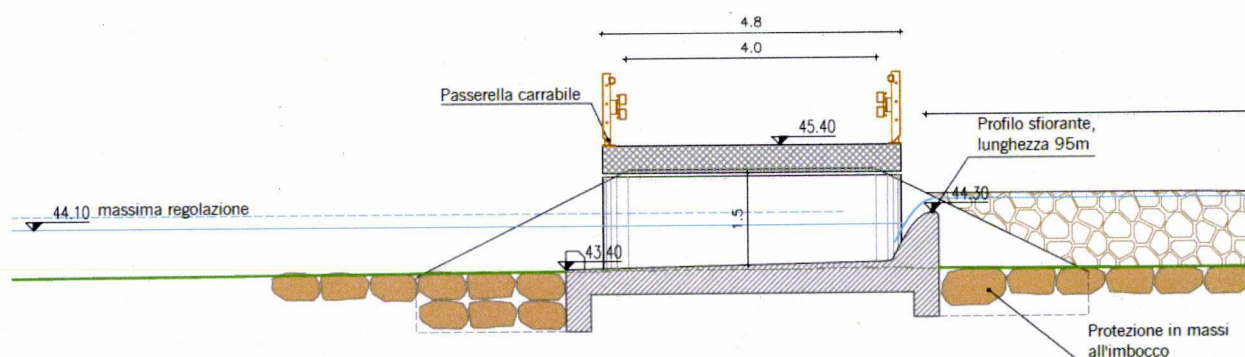 4.8
4.0
Passerella carrabile
45.40
Profilo sfiorante,
lunghezza 95m
44.30
44.10 massima regolazione
1.5
43.40
Protezione in massi
all'imbocco